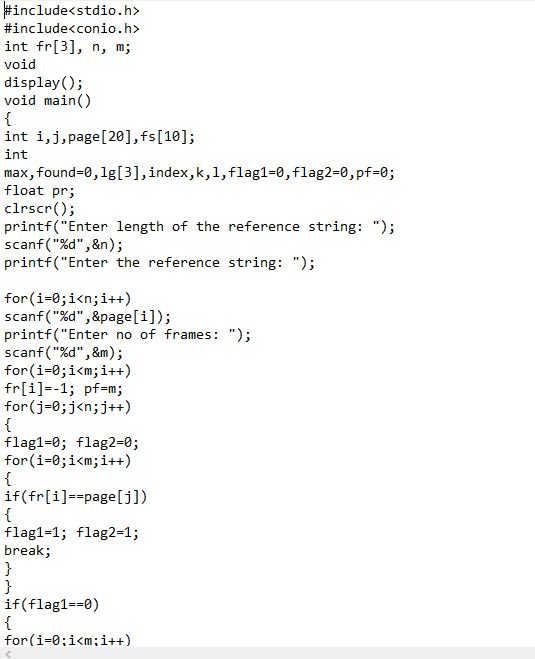 #include<stdio.h>
#include<conio.h>
int fr[3], n, m;
void
display();
void main()
{
int i,j,page[20],fs[10];
int
max,found=0,lg[3],index,k,l,flag1=0,flag2=0,pf=0;
float pr;
clrscr();
printf("Enter length of the reference string: ");
scanf("%d",&n);
printf("Enter the reference string: ");

for(i=0;i<n;i++)
scanf("%d",&page[i]);
printf("Enter no of frames: ");
scanf("%d",&m);
for(i=0;i<m;i++)
fr[i]=-1; pf=m;
for(j=0;j<n;j++)
{
flag1=0; flag2=0;
for(i=0;i<m;i++)
{
if(fr[i]==page[j])
{
flag1=1; flag2=1;
break;
}
}
if(flag1==0)
{
for(i=0;i<m;i++)